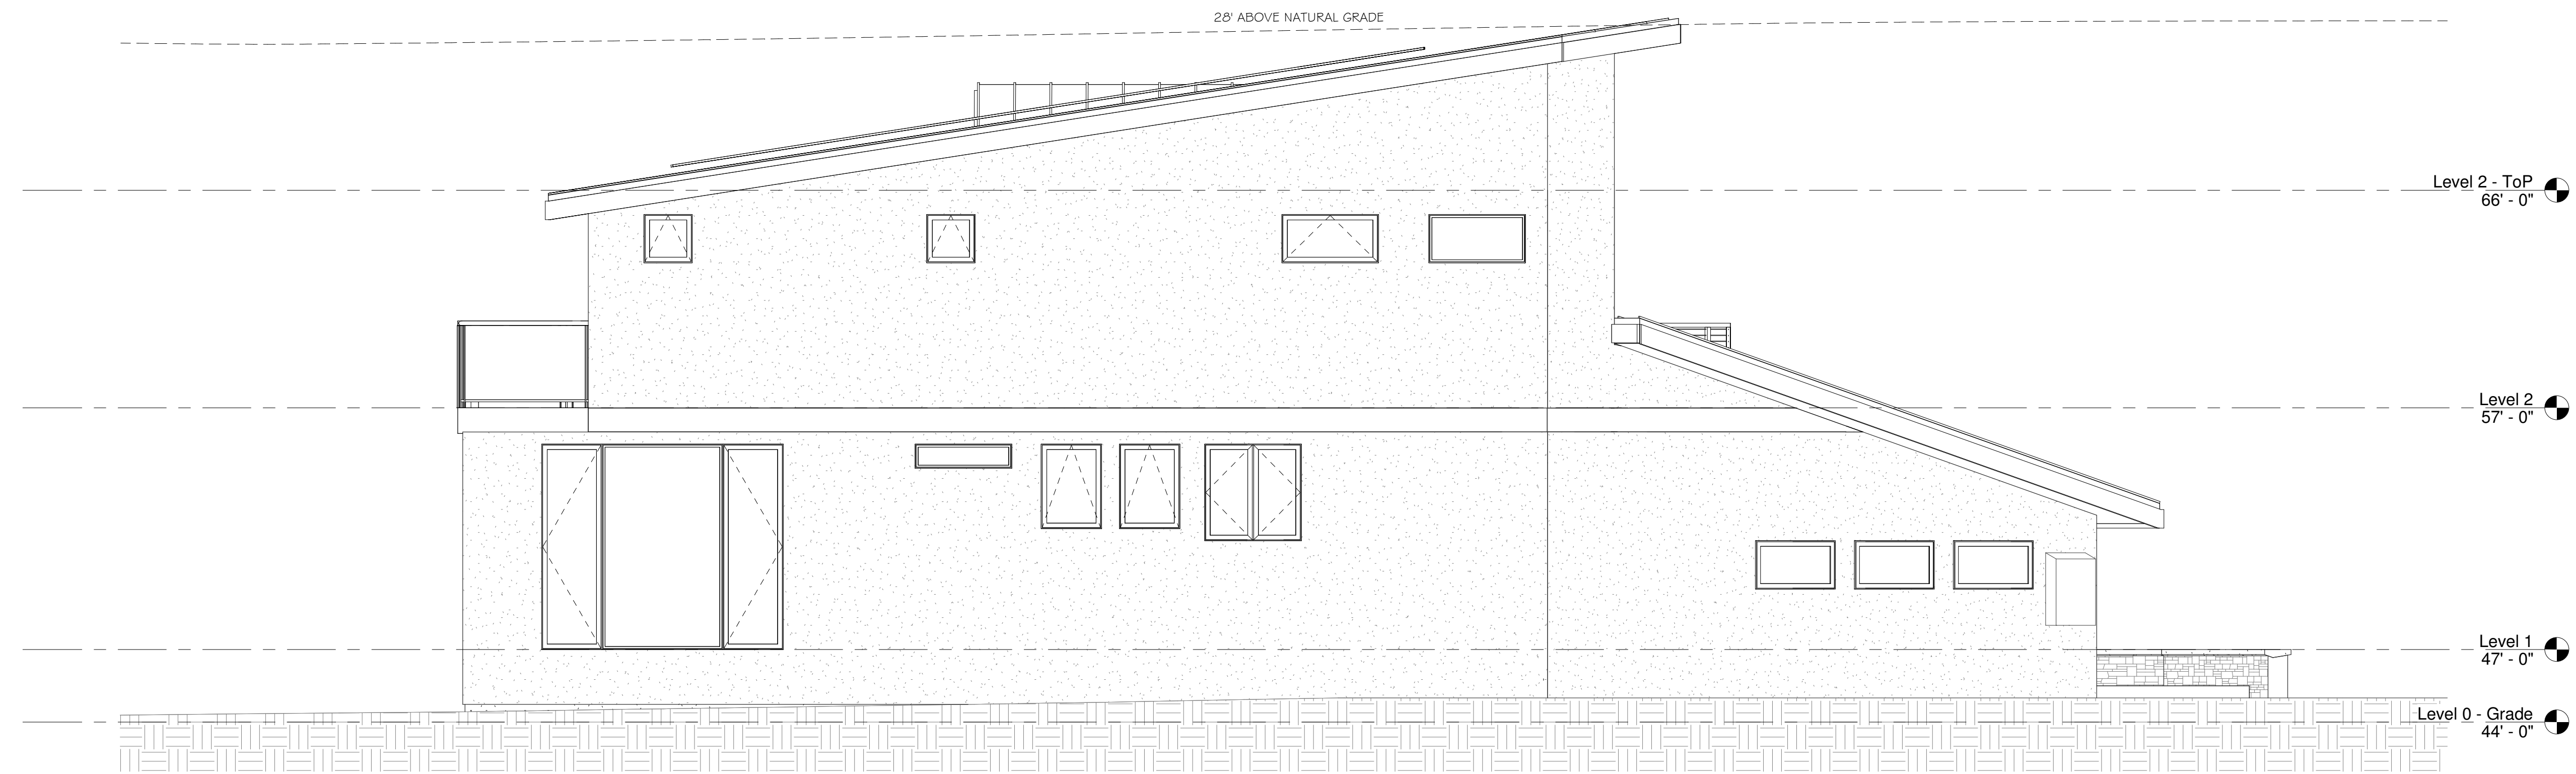 28' ABOVE NATURAL GRADE
Level 2 - ToP
66' - 0"
Level 2
57' - 0"
Level 1
47' - 0"
Level 0 - Grade
44' - 0"